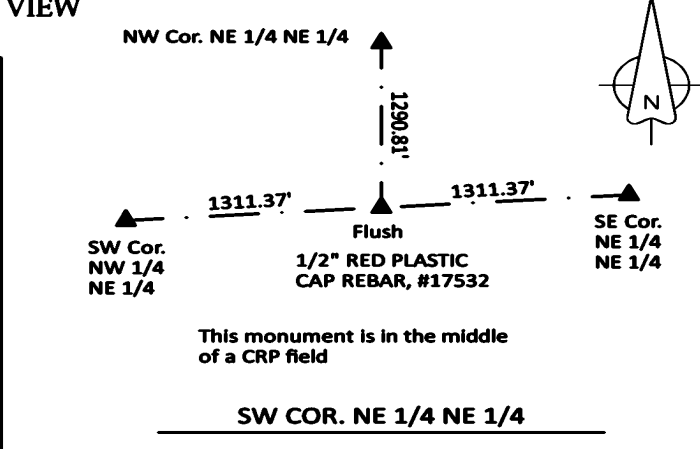 VIEW
NW Cor. NE 1/4 NE 1/4
N
1290.81'
1311.37'
1311.37'
Flush
SW Cor.
NW 1/4
NE 1/4
1/2" RED PLASTIC
CAP REBAR, #17532
SE Cor.
NE 1/4
NE 1/4
This monument is in the middle
of a CRP field
SW COR. NE 1/4 NE 1/4